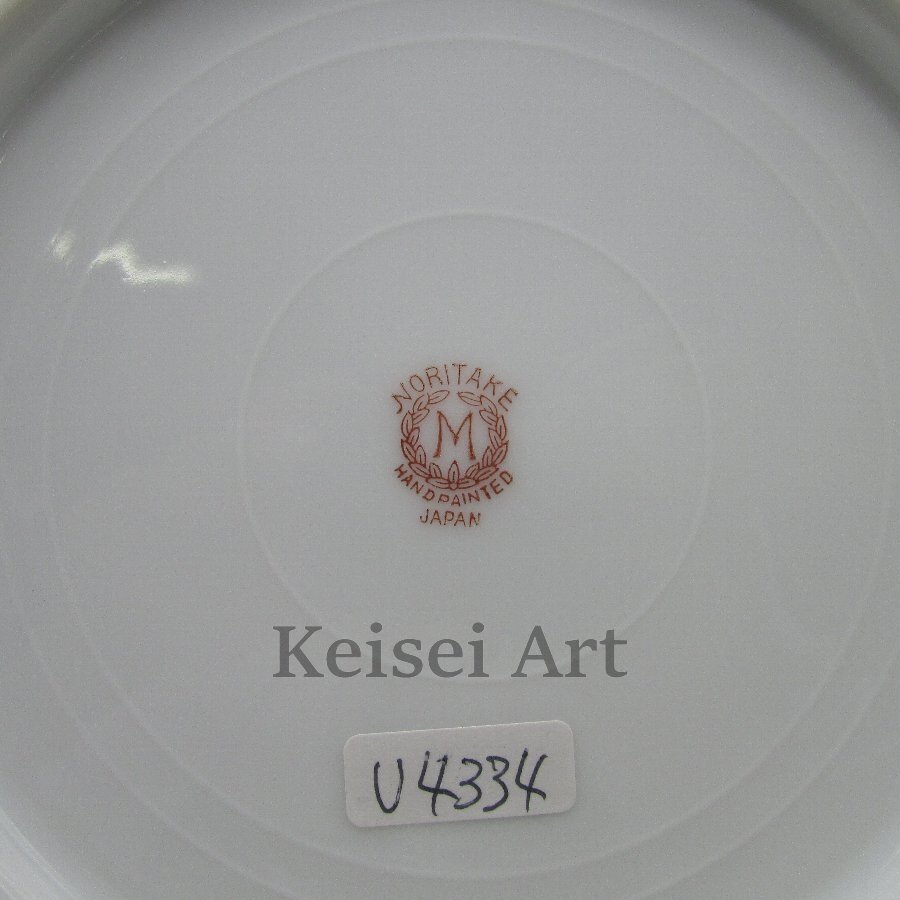 NORITAKE
M
HANDPAINTED
JAPAN
Keisei Art
U4334